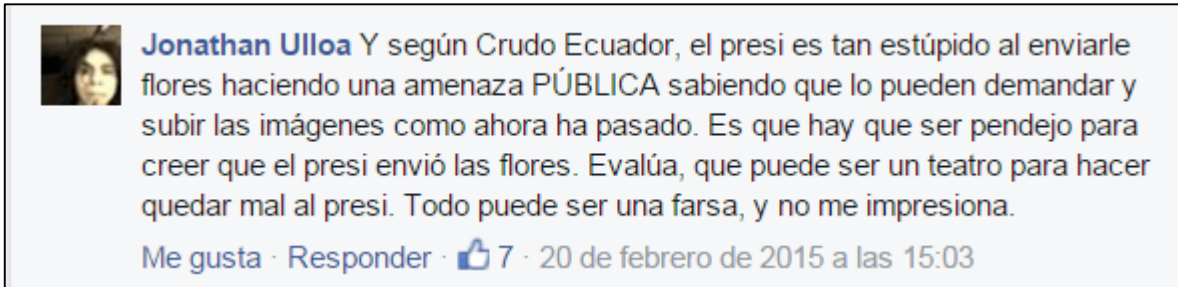 Jonathan Ulloa Y según Crudo Ecuador, el presi es tan estúpido al enviarle
flores haciendo una amenaza PÚBLICA sabiendo que lo pueden demandar y
subir las imágenes como ahora ha pasado. Es que hay que ser pendejo para
creer que el presi envió las flores. Evalúa, que puede ser un teatro para hacer
quedar mal al presi. Todo puede ser una farsa, y no me impresiona.
Me gusta · Responder · 7 · 20 de febrero de 2015 a las 15:03